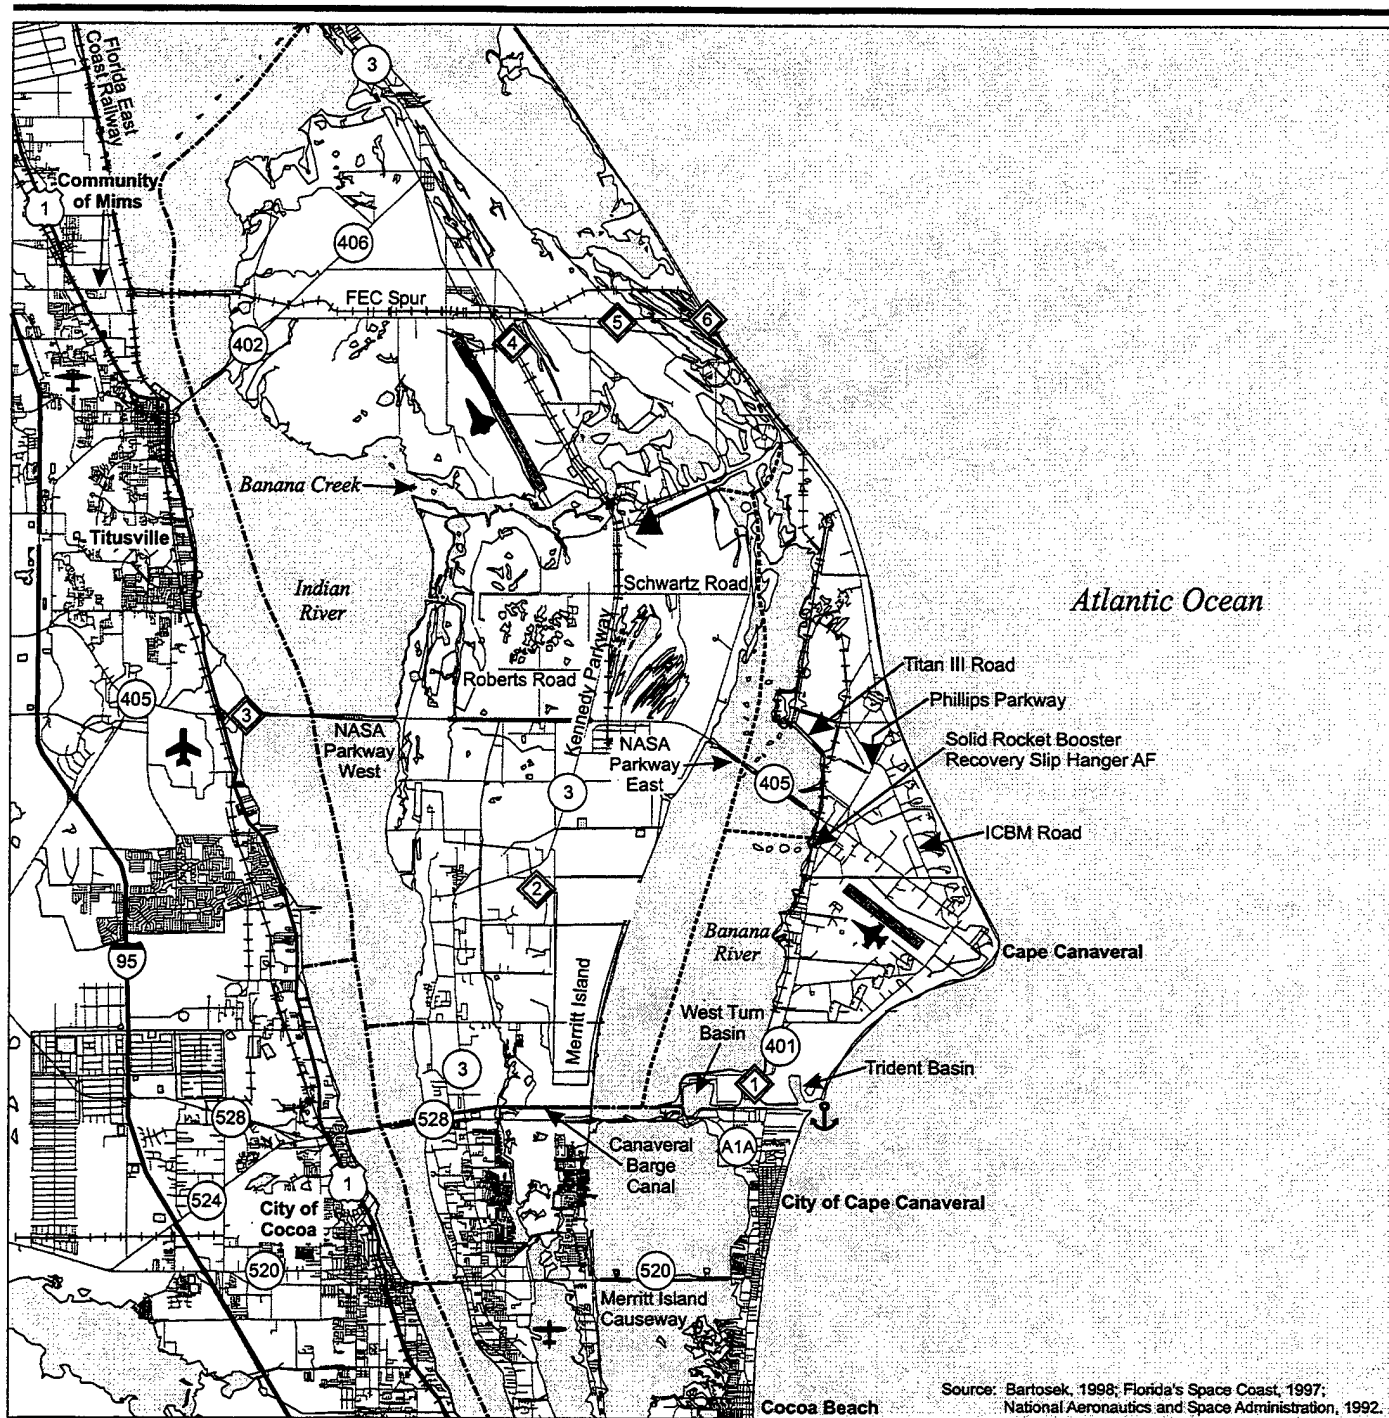 Florida East
Coast Railway
3
Community
of Mims
1
406
FEC Spur
5
6
4
402
Banana Creek
Titusville
Indian
River
Schwartz Road
Atlantic Ocean
Kennedy Parkway
Roberts Road
Titan III Road
405
Phillips Parkway
3
NASA
Parkway
West
NASA
Parkway
East
Solid Rocket Booster
Recovery Slip Hanger AF
405
3
ICBM Road
2
Banana
River
Cape Canaveral
95
Merritt Island
West Turn
Basin
401
3
1
Trident Basin
528
528
Canaveral
Barge
Canal
A1A
1
524
City of
Cocoa
City of Cape Canaveral
520
520
Merritt Island
Causeway
Source: Bartosek, 1998; Florida's Space Coast, 1997;
National Aeronautics and Space Administration, 1992.
Cocoa Beach